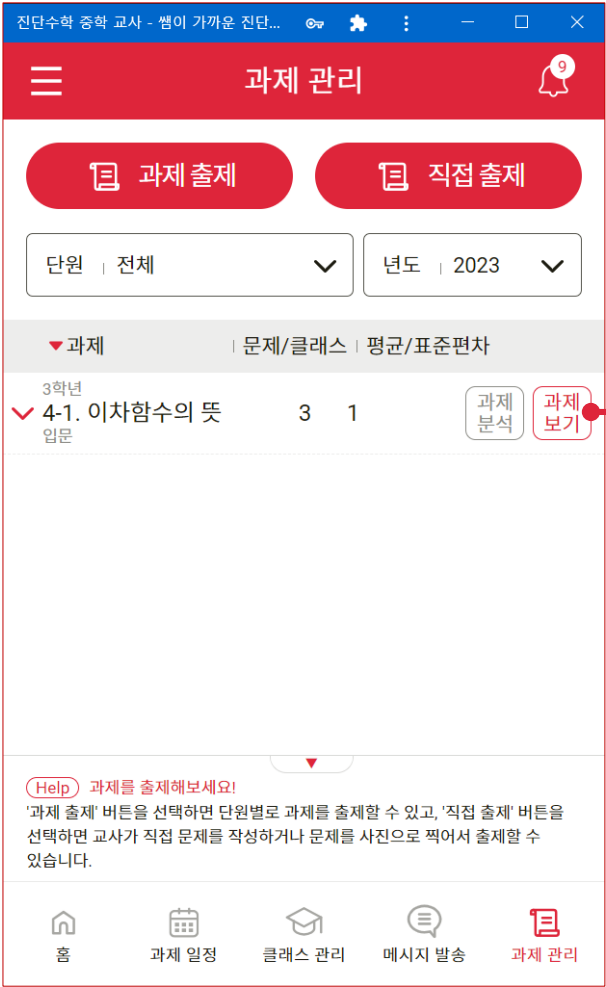 진단수학 중학 교사 - 쌤이 가까운 진단...
과제 관리
9
과제 출제
직접 출제
단원 | 전체
년도 | 2023
▼과제 | 문제/클래스 | 평균/표준편차
3학년
4-1. 이차함수의 뜻 3 1
입문
과제
분석
과제
보기
▼
Help 과제를 출제해보세요!
'과제 출제' 버튼을 선택하면 단원별로 과제를 출제할 수 있고, '직접 출제' 버튼을
선택하면 교사가 직접 문제를 작성하거나 문제를 사진으로 찍어서 출제할 수
있습니다.
홈
과제 일정
클래스 관리
메시지 발송
과제 관리